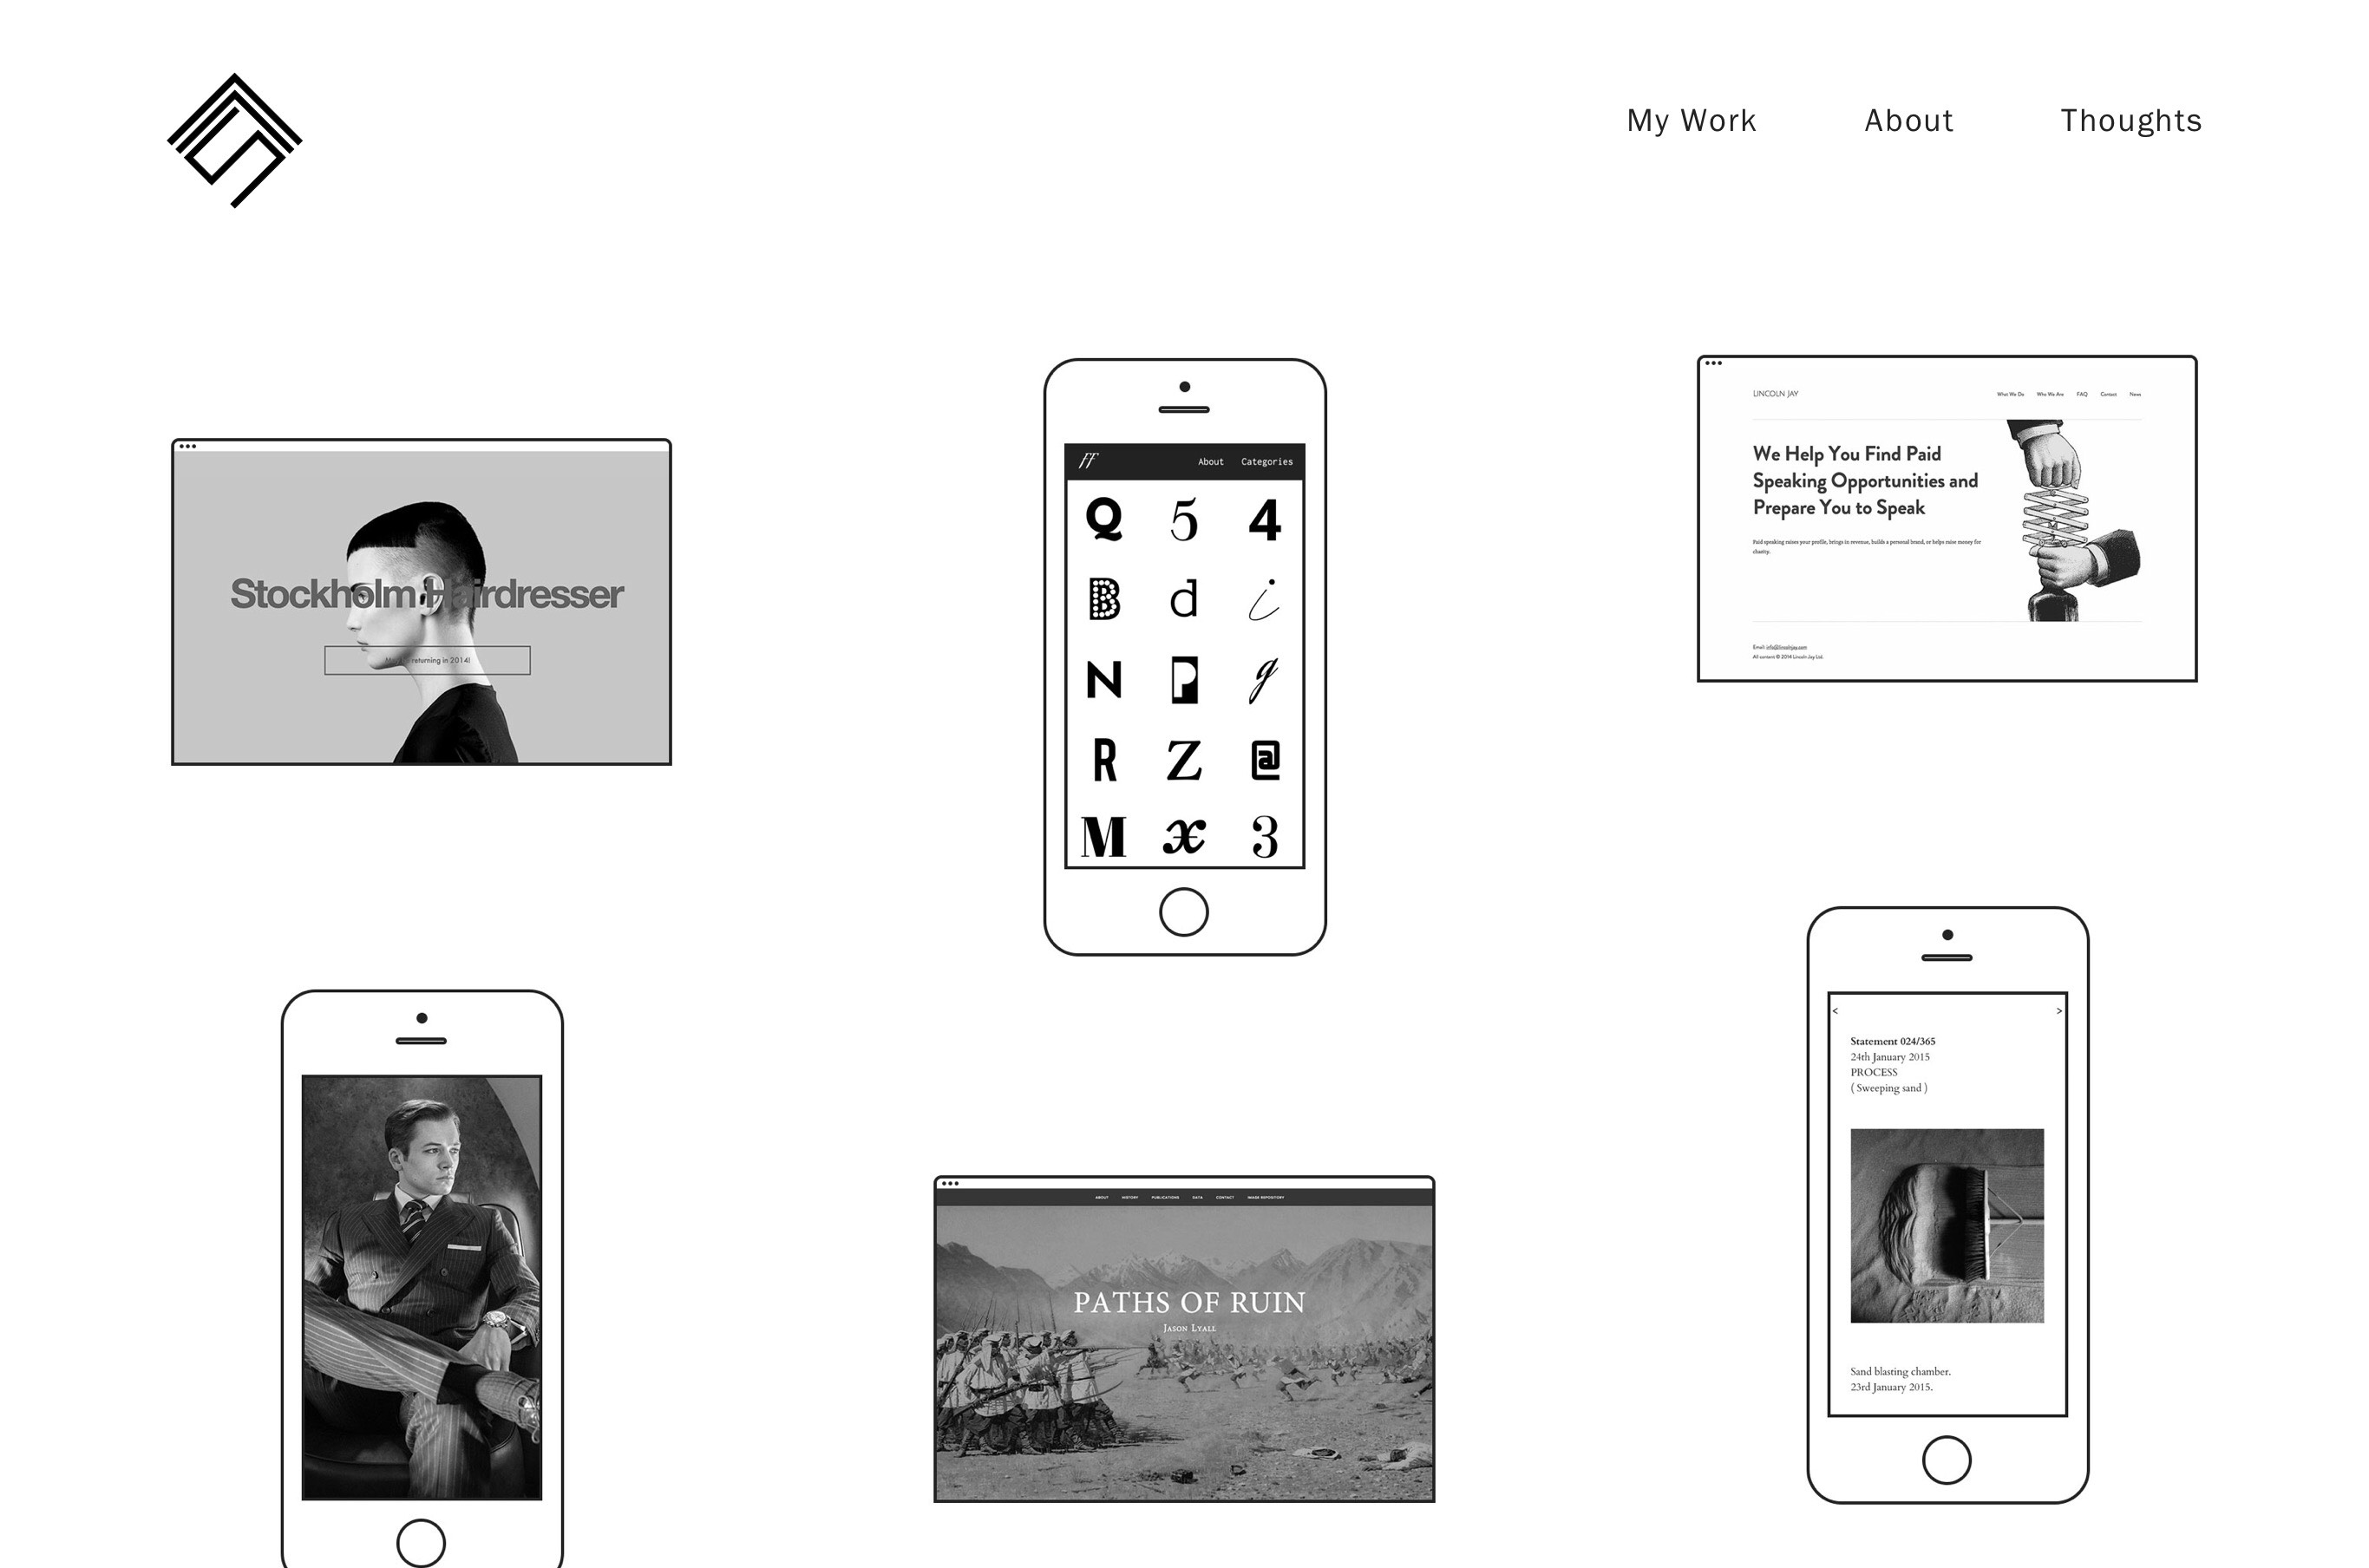 My Work About Thoughts
Stockholm Hairdresser
returning in 2014!
ff About Categories
Q 5 4
B d i
N P g
R Z @
M x 3
LINCOLN JAY
What We Do Who We Are FAQ Contact News
We Help You Find Paid
Speaking Opportunities and
Prepare You to Speak
Paid speaking raises your profile, brings in revenue, builds a personal brand, or helps raise money for
charity.
Email: info@lincolnjay.com
All content © 2014 Lincoln Jay Ltd.
ABOUT HISTORY PUBLICATIONS DATA CONTACT IMAGE REPOSITORY
PATHS OF RUIN
Jason Lyall
< >
Statement 024/365
24th January 2015
PROCESS
( Sweeping sand )
Sand blasting chamber.
23rd January 2015.